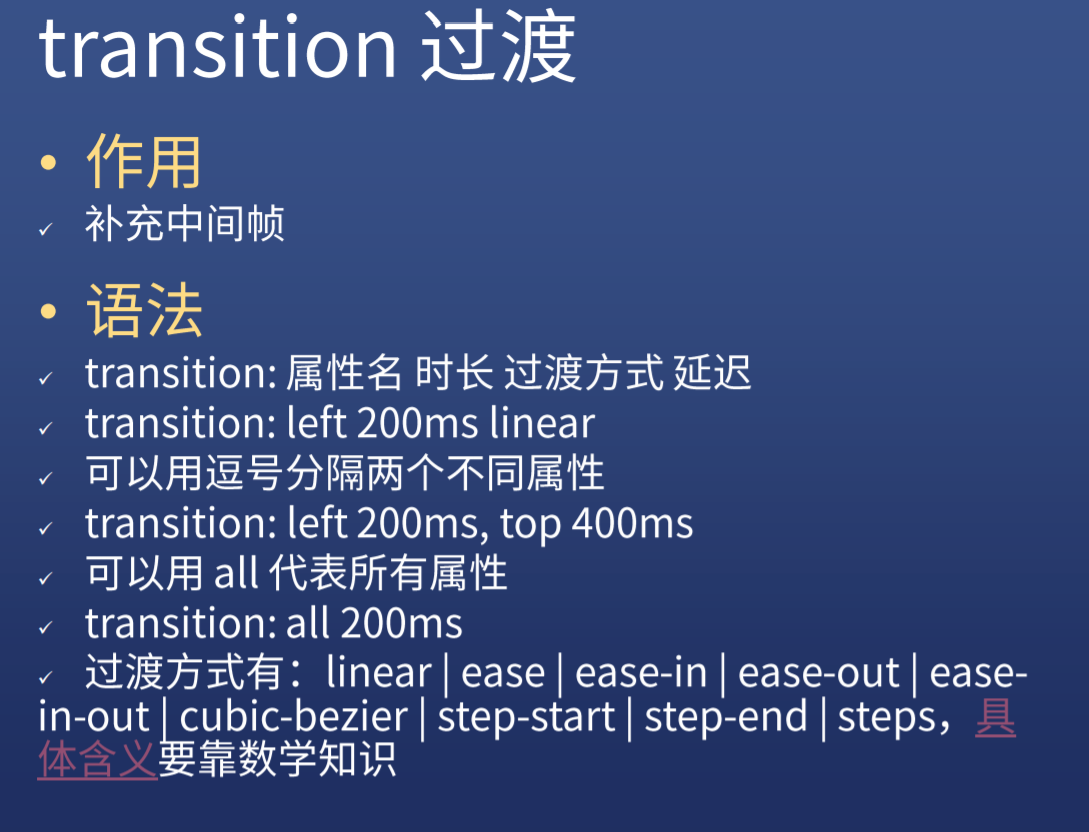 transition 过渡
• 作用
✓ 补充中间帧
• 语法
✓ transition: 属性名 时长 过渡方式 延迟
✓ transition: left 200ms linear
✓ 可以用逗号分隔两个不同属性
✓ transition: left 200ms, top 400ms
✓ 可以用 all 代表所有属性
✓ transition: all 200ms
✓ 过渡方式有：linear | ease | ease-in | ease-out | ease-
in-out | cubic-bezier | step-start | step-end | steps，具
体含义要靠数学知识